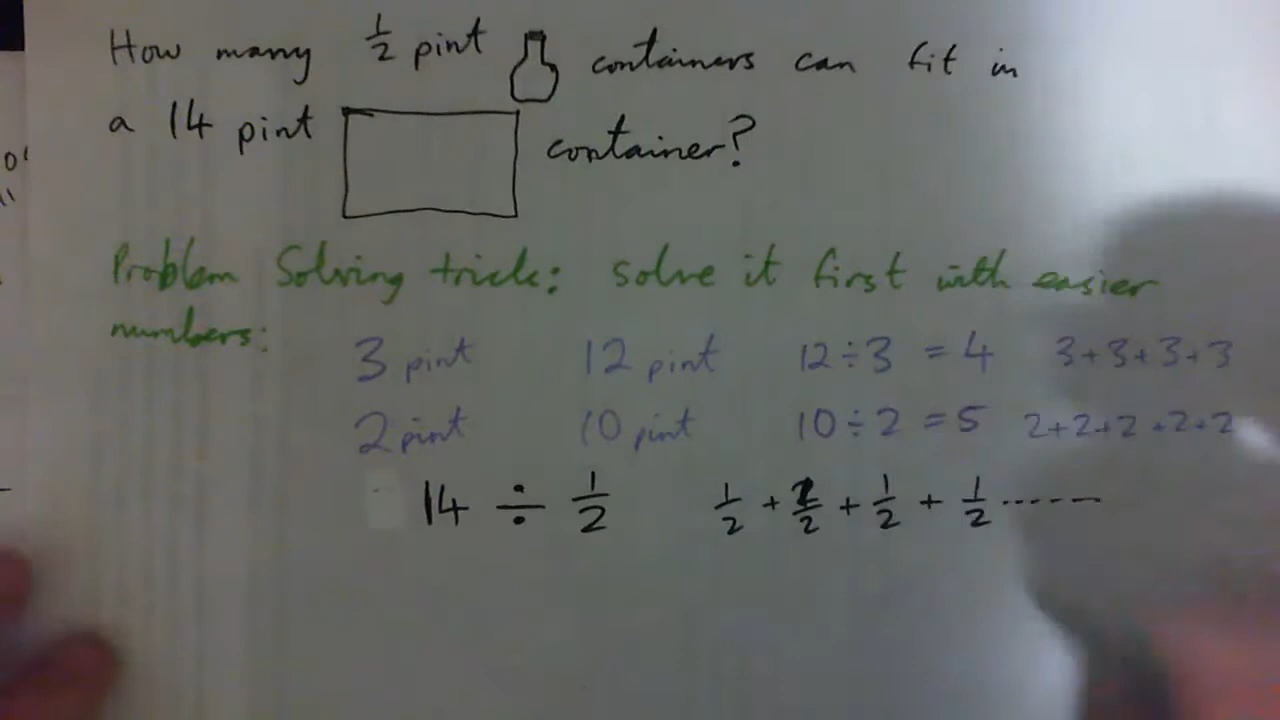 How many 1/2 pint containers can fit in
a 14 pint container?
Problem Solving trick: solve it first with easier
numbers:
3 pint 12 pint 12 ÷ 3 = 4 3+3+3+3
2 pint 10 pint 10 ÷ 2 = 5 2+2+2+2+2
14 ÷ 1/2 1/2 + 1/2 + 1/2 + 1/2 ......